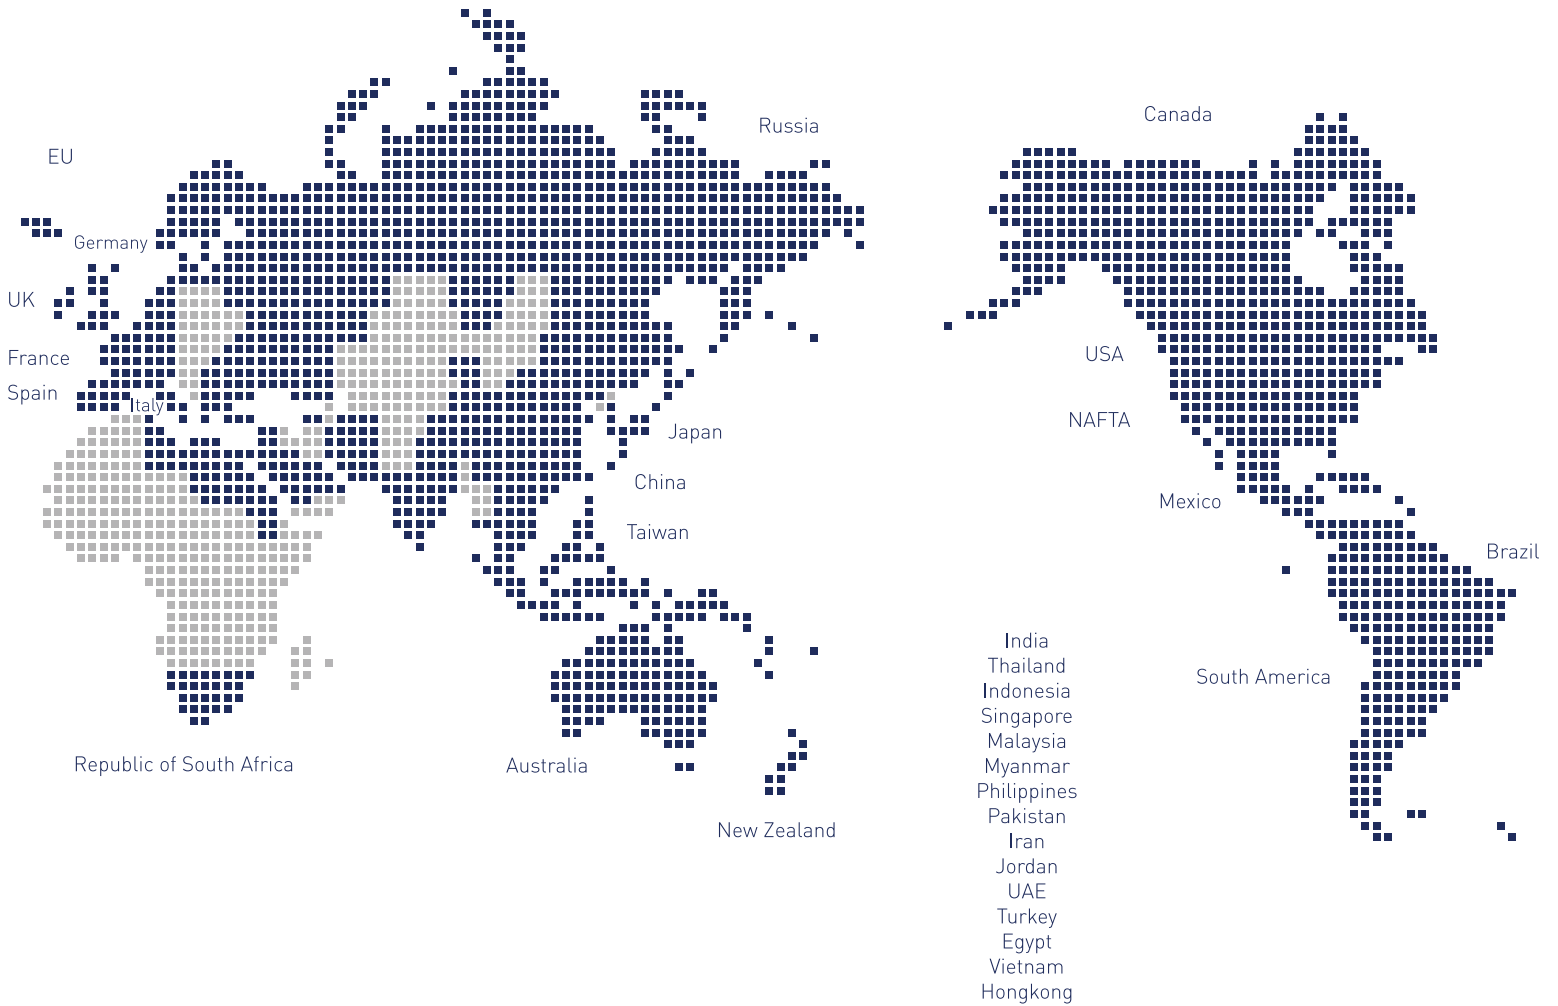 Canada
Russia
EU
Germany
UK
France
USA
Spain
Italy
NAFTA
Japan
China
Mexico
Taiwan
Brazil
South America
Republic of South Africa
Australia
New Zealand
India
Thailand
Indonesia
Singapore
Malaysia
Myanmar
Philippines
Pakistan
Iran
Jordan
UAE
Turkey
Egypt
Vietnam
Hongkong